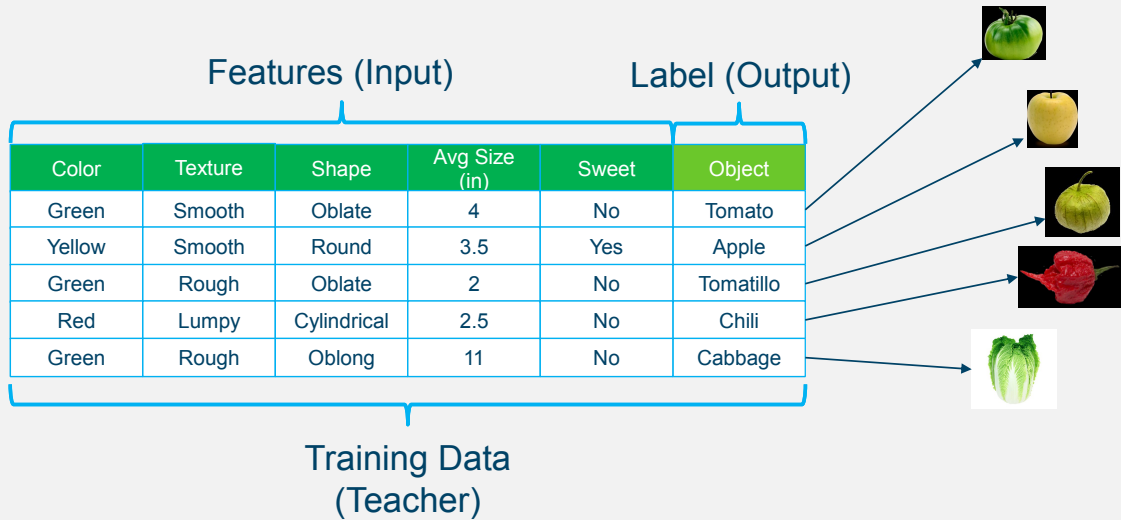 Features (Input)
Label (Output)
Color Texture Shape Avg Size (in) Sweet Object
Green Smooth Oblate 4 No Tomato
Yellow Smooth Round 3.5 Yes Apple
Green Rough Oblate 2 No Tomatillo
Red Lumpy Cylindrical 2.5 No Chili
Green Rough Oblong 11 No Cabbage
Training Data
(Teacher)